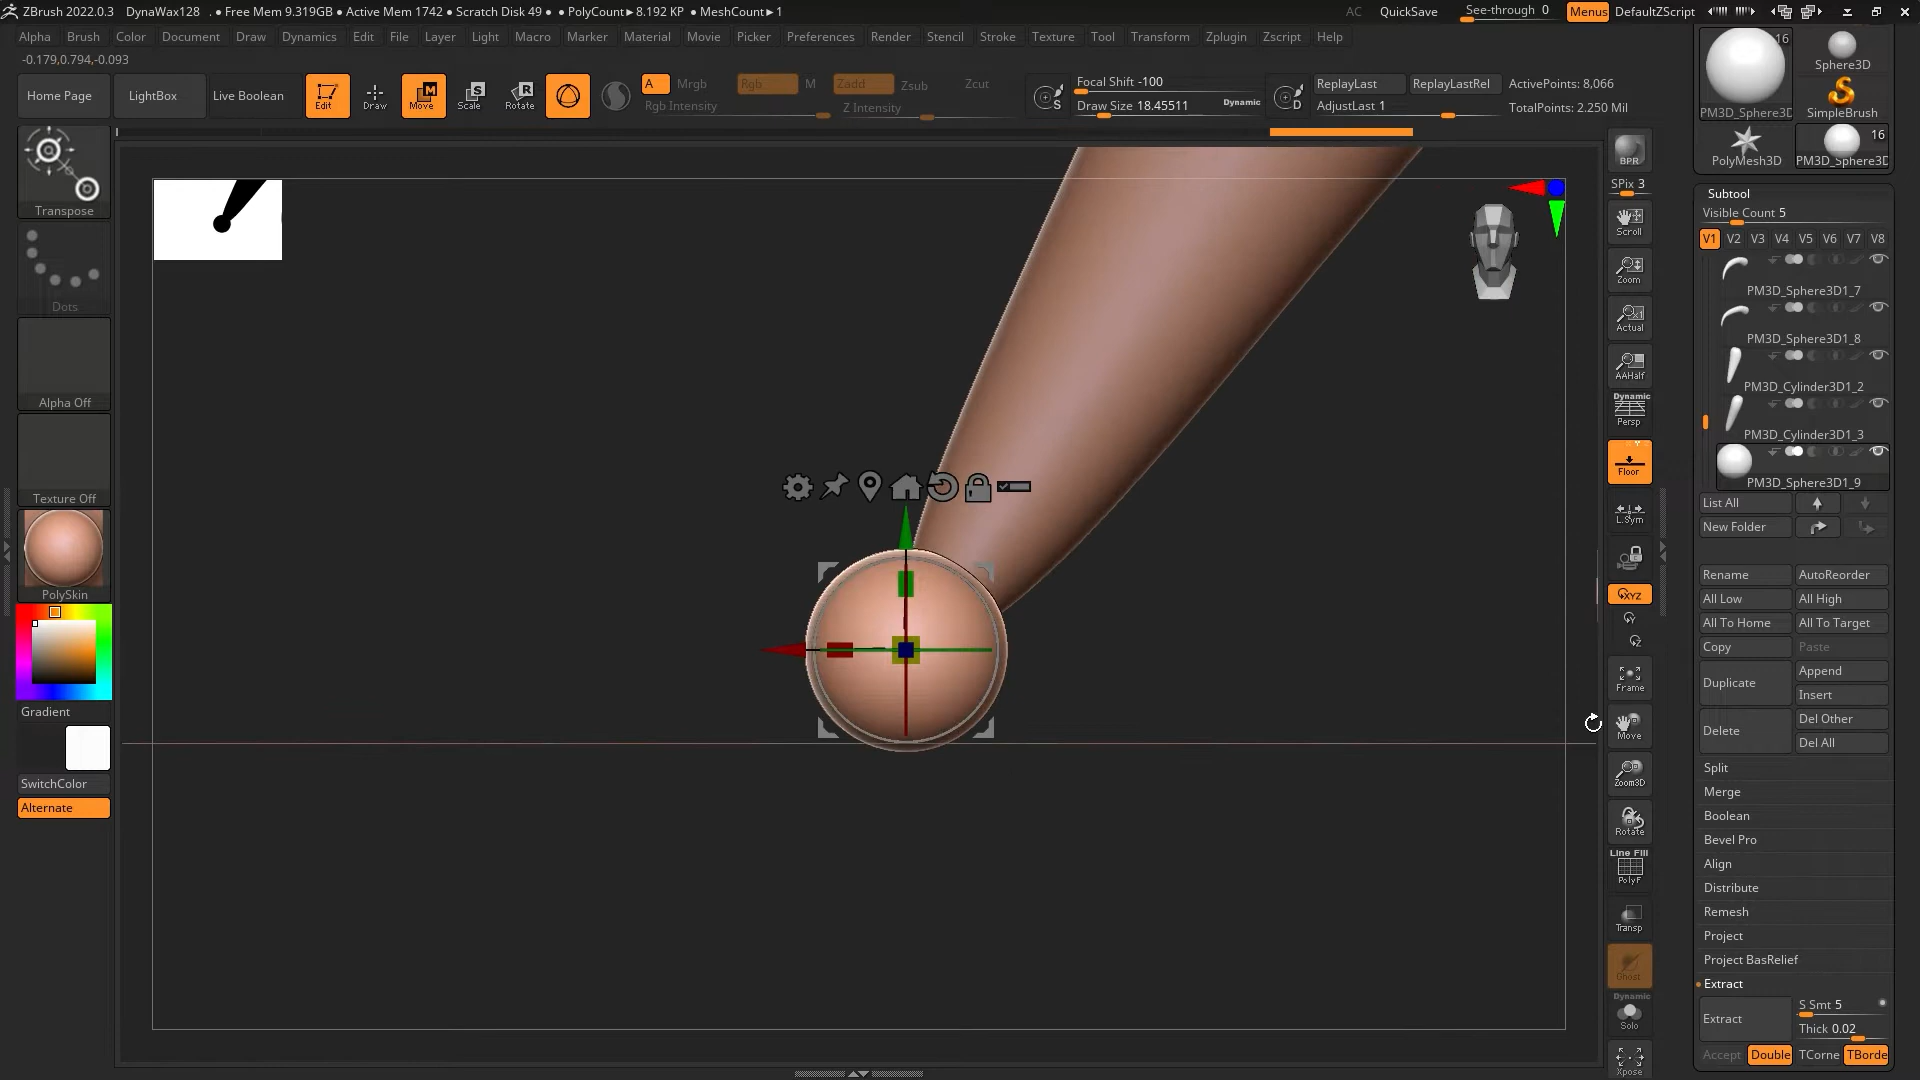 ZBrush 2022.0.3 DynaWax128 . ● Free Mem 9.319GB ● Active Mem 1742 ● Scratch Disk 49 ● ● PolyCount►8.192 KP ● MeshCount►1 AC QuickSave See-through 0 Menus DefaultZScript
Alpha Brush Color Document Draw Dynamics Edit File Layer Light Macro Marker Material Movie Picker Preferences Render Stencil Stroke Texture Tool Transform Zplugin Zscript Help
-0.179,0.794,-0.093
Home Page LightBox Live Boolean Edit Draw Move Scale Rotate
A Mrgb Rgb M Zadd Zsub Zcut
Rgb Intensity Z Intensity
Focal Shift -100
Draw Size 18.45511 Dynamic
ReplayLast ReplayLastRel ActivePoints: 8,066
AdjustLast 1 TotalPoints: 2.250 Mil
Transpose
Dots
Alpha Off
Texture Off
PolySkin
Gradient
SwitchColor
Alternate
BPR
SPix 3
Scroll
Zoom
Actual
AAHalf
Dynamic
Persp
Floor
L.Sym
XYZ
Frame
Move
Zoom3D
Rotate
Line Fill
PolyF
Transp
Ghost
Dynamic
Solo
Xpose
16
PM3D_Sphere3D
Sphere3D
SimpleBrush
PolyMesh3D
16
PM3D_Sphere3D
Subtool
Visible Count 5
V1 V2 V3 V4 V5 V6 V7 V8
PM3D_Sphere3D1_7
PM3D_Sphere3D1_8
PM3D_Cylinder3D1_2
PM3D_Cylinder3D1_3
PM3D_Sphere3D1_9
List All
New Folder
Rename AutoReorder
All Low All High
All To Home All To Target
Copy Paste
Duplicate Append
Insert
Delete Del Other
Del All
Split
Merge
Boolean
Bevel Pro
Align
Distribute
Remesh
Project
Project BasRelief
Extract
Extract S Smt 5
Thick 0.02
Accept Double TCorne TBorde